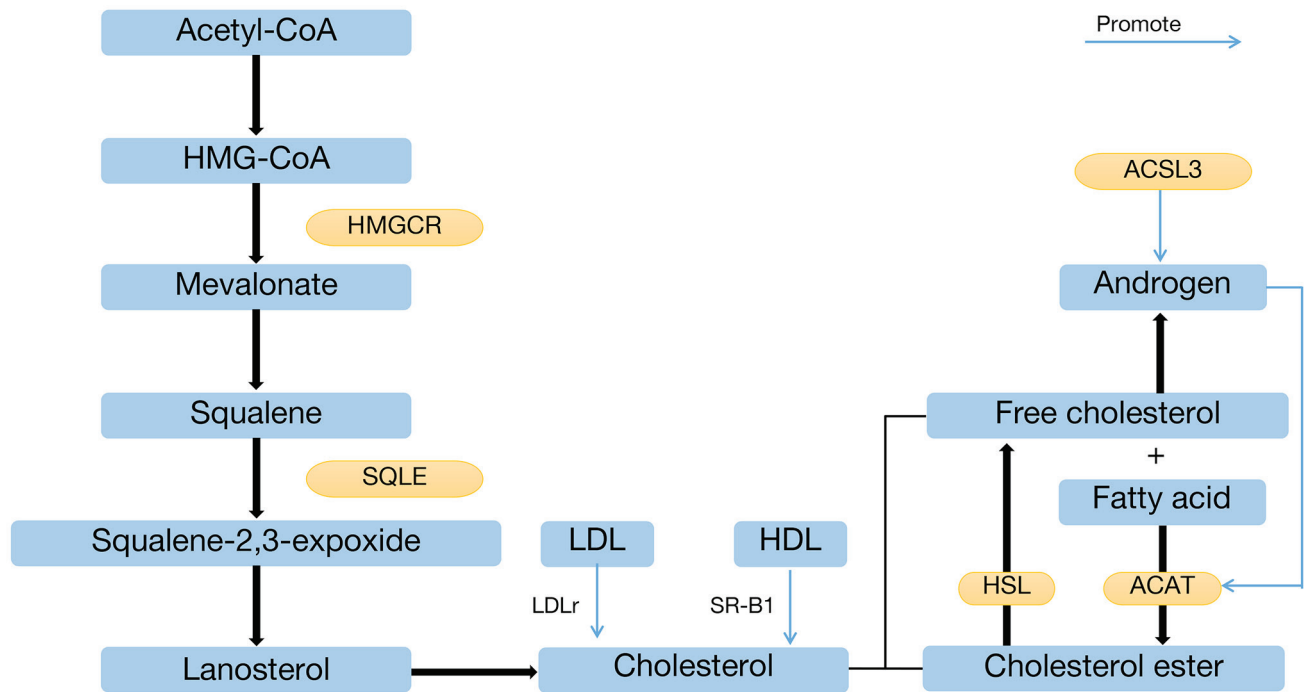 Acetyl-CoA
Promote
HMG-CoA
ACSL3
HMGCR
Mevalonate
Androgen
Squalene
Free cholesterol
+
SQLE
Fatty acid
Squalene-2,3-expoxide
LDL
HDL
HSL
ACAT
LDLr
SR-B1
Lanosterol
Cholesterol
Cholesterol ester